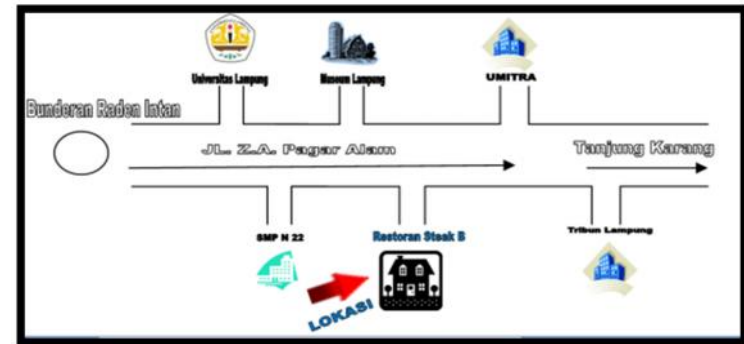 Universitas Lampung
Museum Lampung
UMITRA
Bunderan Raden Intan
JL. Z.A. Pagar Alam
Tanjung Karang
SMP N 22
Restoran Steak B
Tribun Lampung
LOKASI